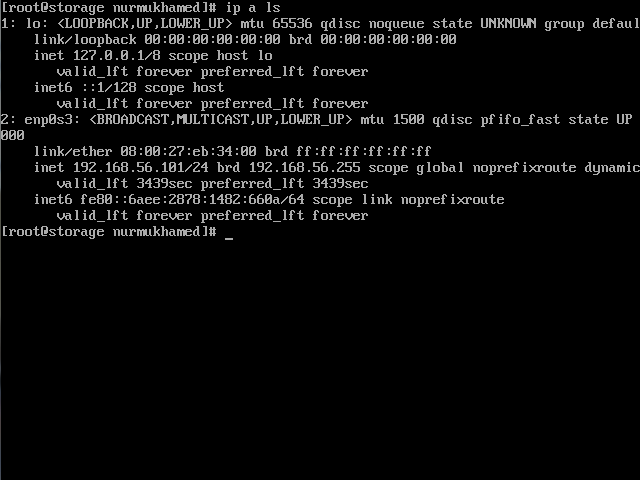 [root@storage nurmukhamed]# ip a ls
1: lo: <LOOPBACK,UP,LOWER_UP> mtu 65536 qdisc noqueue state UNKNOWN group defaul
link/loopback 00:00:00:00:00:00 brd 00:00:00:00:00:00
inet 127.0.0.1/8 scope host lo
valid_lft forever preferred_lft forever
inet6 ::1/128 scope host
valid_lft forever preferred_lft forever
2: enp0s3: <BROADCAST,MULTICAST,UP,LOWER_UP> mtu 1500 qdisc pfifo_fast state UP
000
link/ether 08:00:27:eb:34:00 brd ff:ff:ff:ff:ff:ff
inet 192.168.56.101/24 brd 192.168.56.255 scope global noprefixroute dynamic
valid_lft 3439sec preferred_lft 3439sec
inet6 fe80::6aee:2878:1482:660a/64 scope link noprefixroute
valid_lft forever preferred_lft forever
[root@storage nurmukhamed]# _